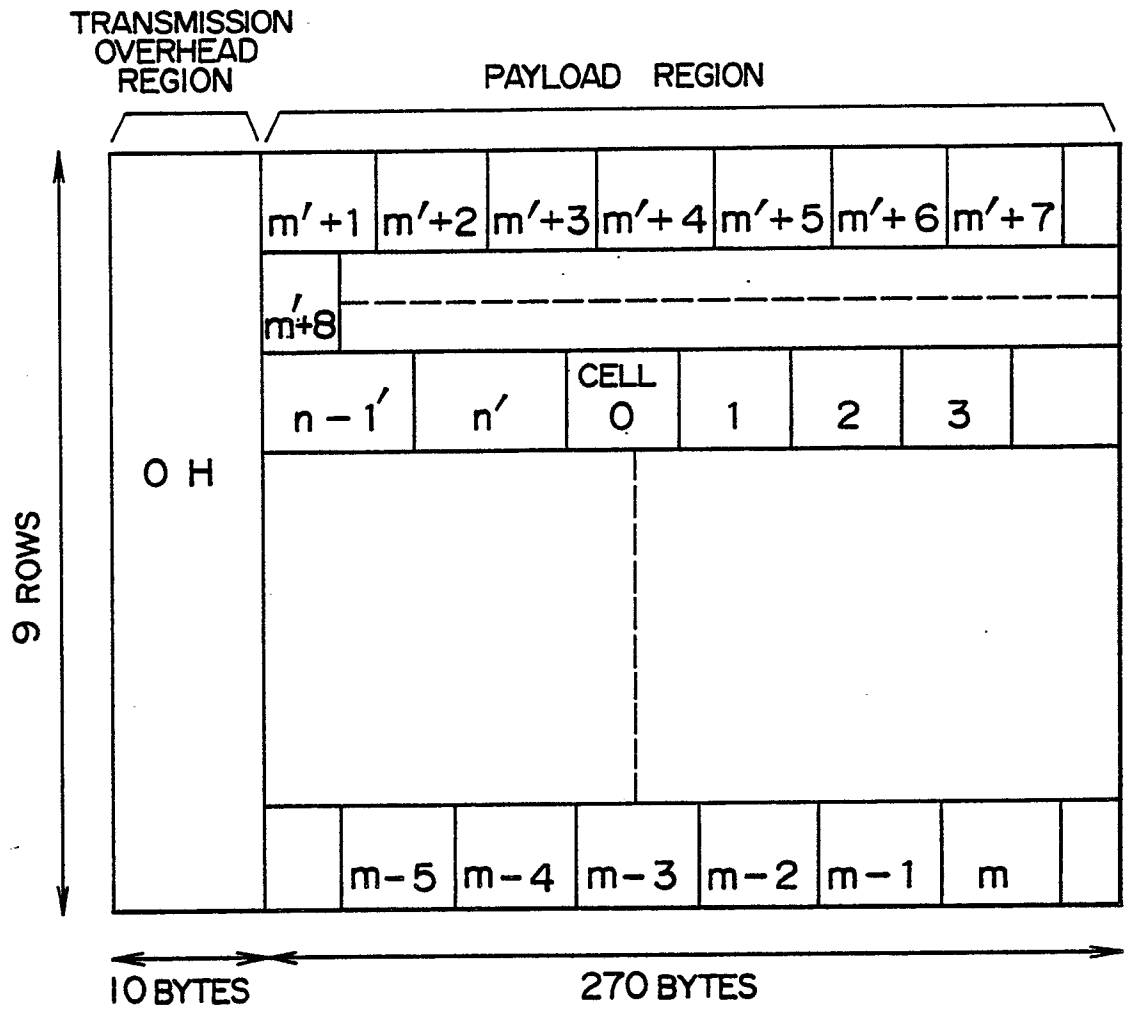 TRANSMISSION
OVERHEAD
REGION
PAYLOAD REGION
m'+1 m'+2 m'+3 m'+4 m'+5 m'+6 m'+7
m'+8
n-1' n' CELL 0 1 2 3
OH
9 ROWS
m-5 m-4 m-3 m-2 m-1 m
10 BYTES
270 BYTES